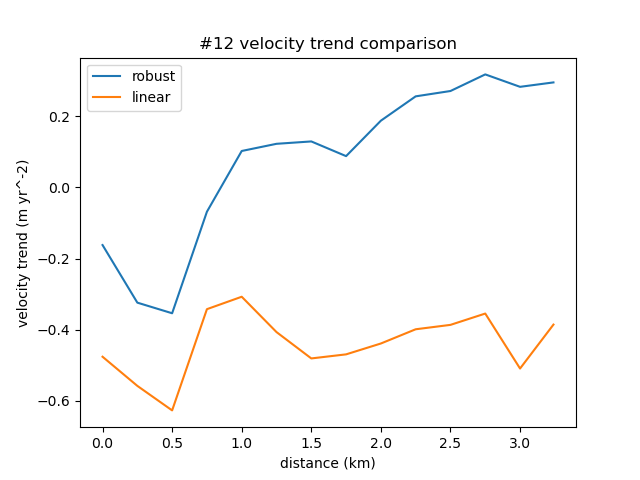 #12 velocity trend comparison
robust
linear
velocity trend (m yr^-2)
0.2
0.0
−0.2
−0.4
−0.6
0.0 0.5 1.0 1.5 2.0 2.5 3.0
distance (km)